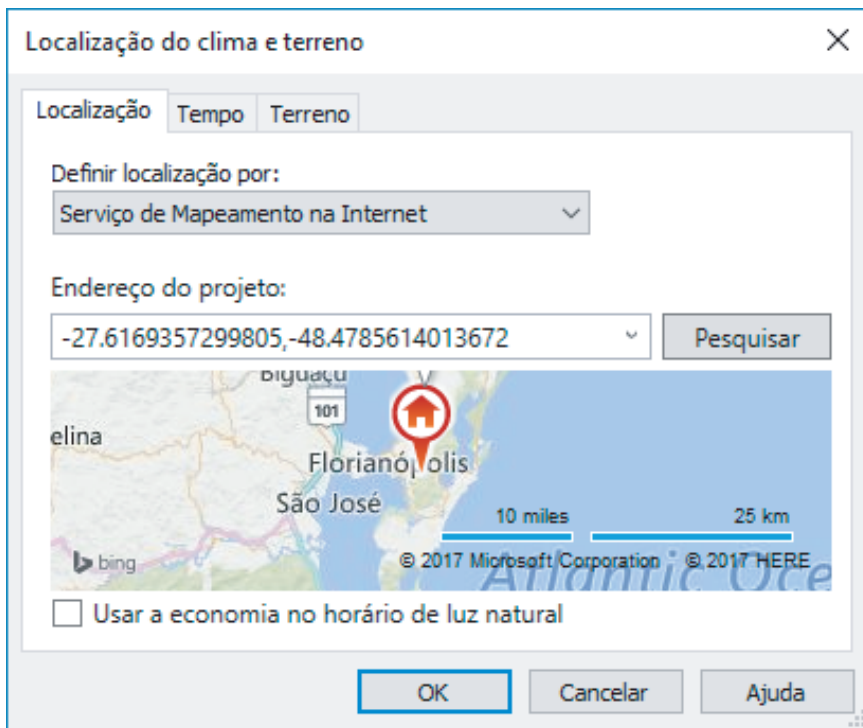 Localização do clima e terreno
Localização Tempo Terreno
Definir localização por:
Serviço de Mapeamento na Internet
Endereço do projeto:
-27.6169357299805,-48.4785614013672 Pesquisar
Biguaçu
101
elina
Florianópolis
São José
10 miles 25 km
bing © 2017 Microsoft Corporation © 2017 HERE
Atlantic Oce
Usar a economia no horário de luz natural
OK Cancelar Ajuda